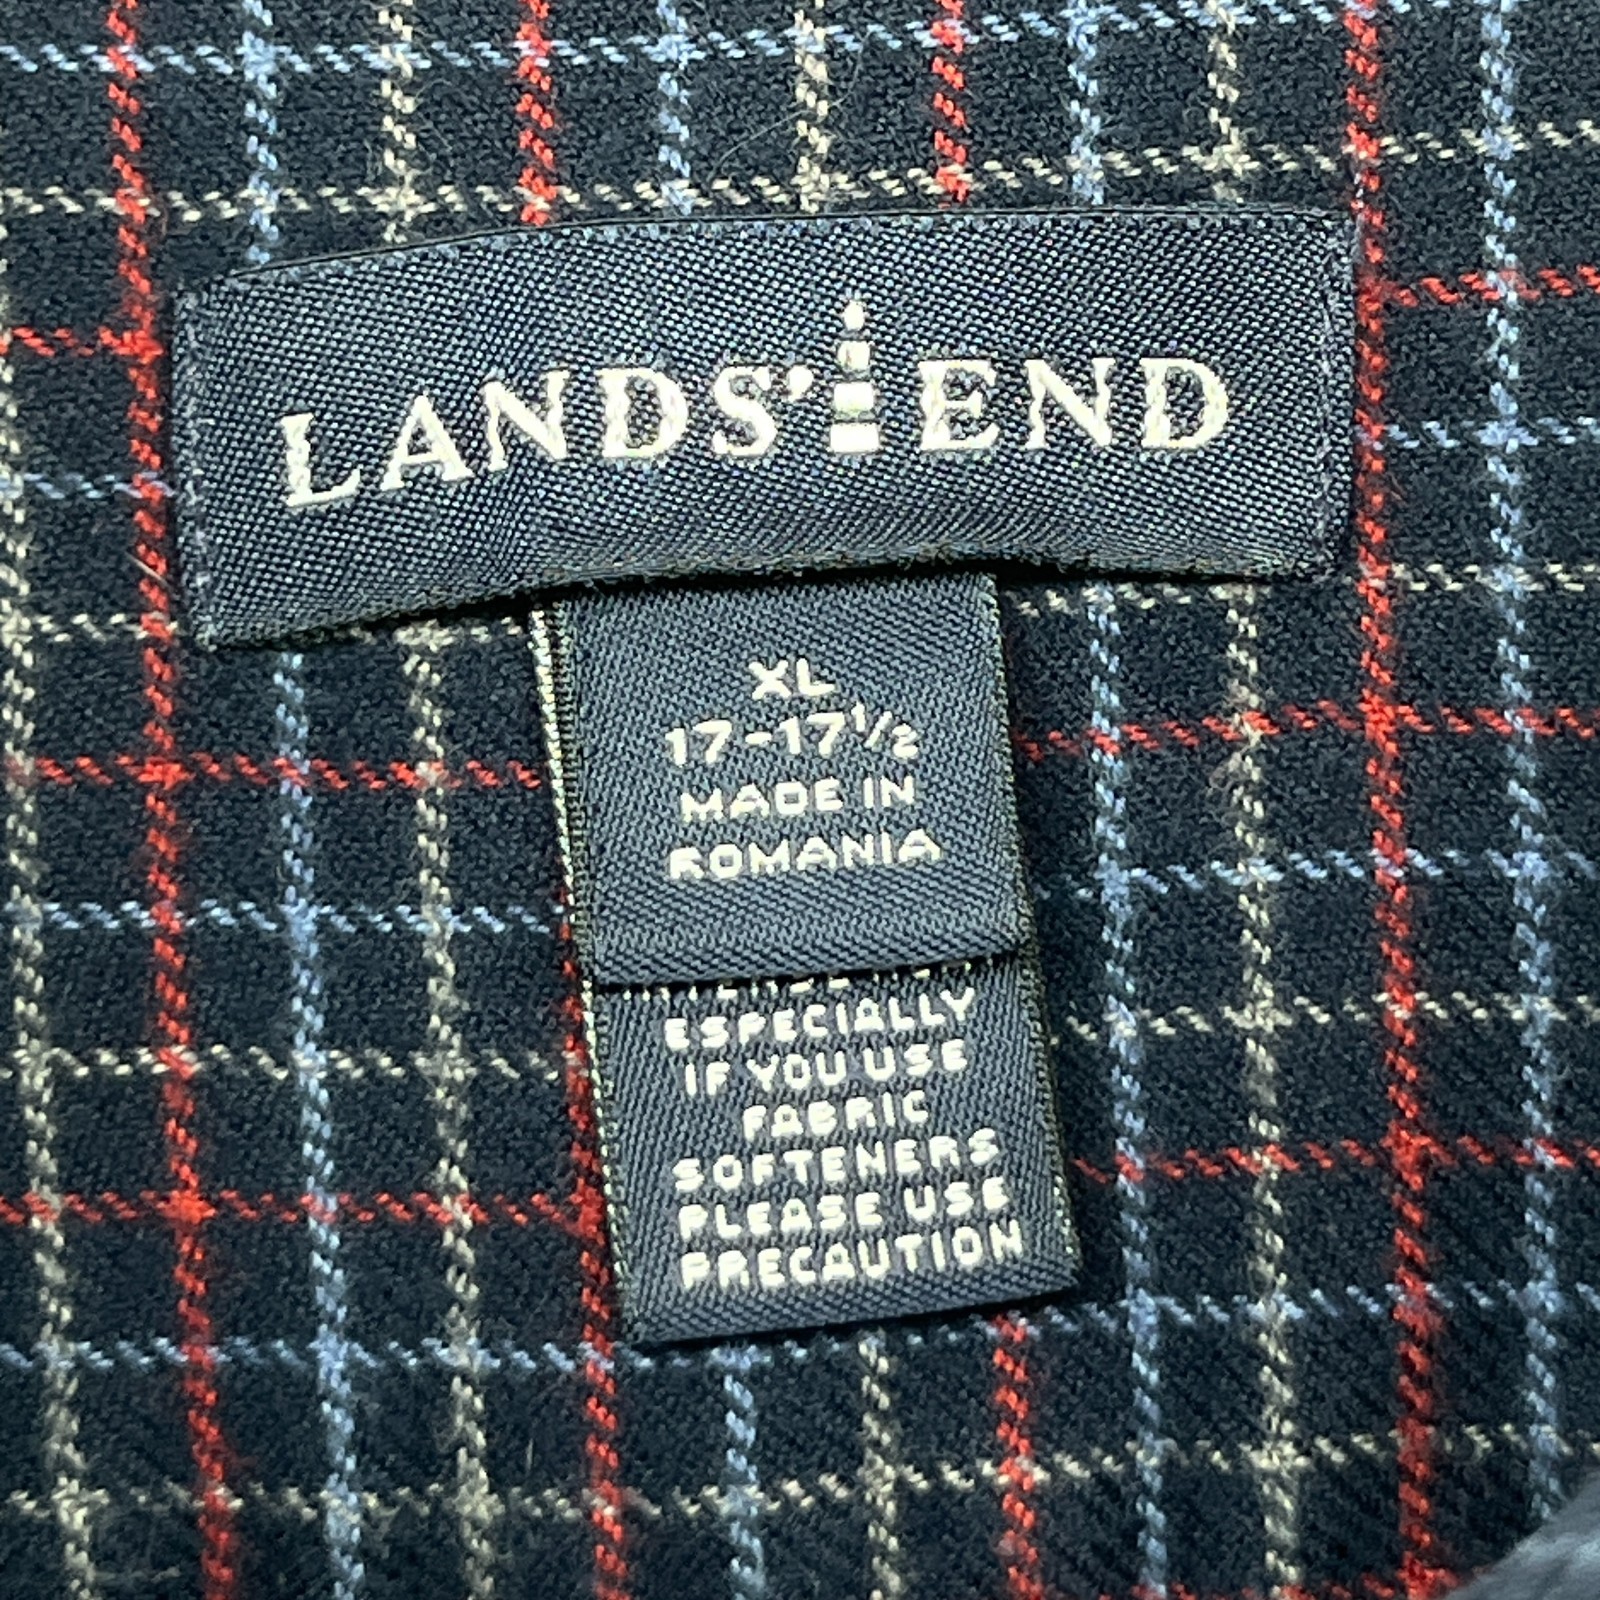 LANDS' END
XL
17-17½
MADE IN
ROMANIA
ESPECIALLY
IF YOU USE
FABRIC
SOFTENERS
PLEASE USE
PRECAUTION